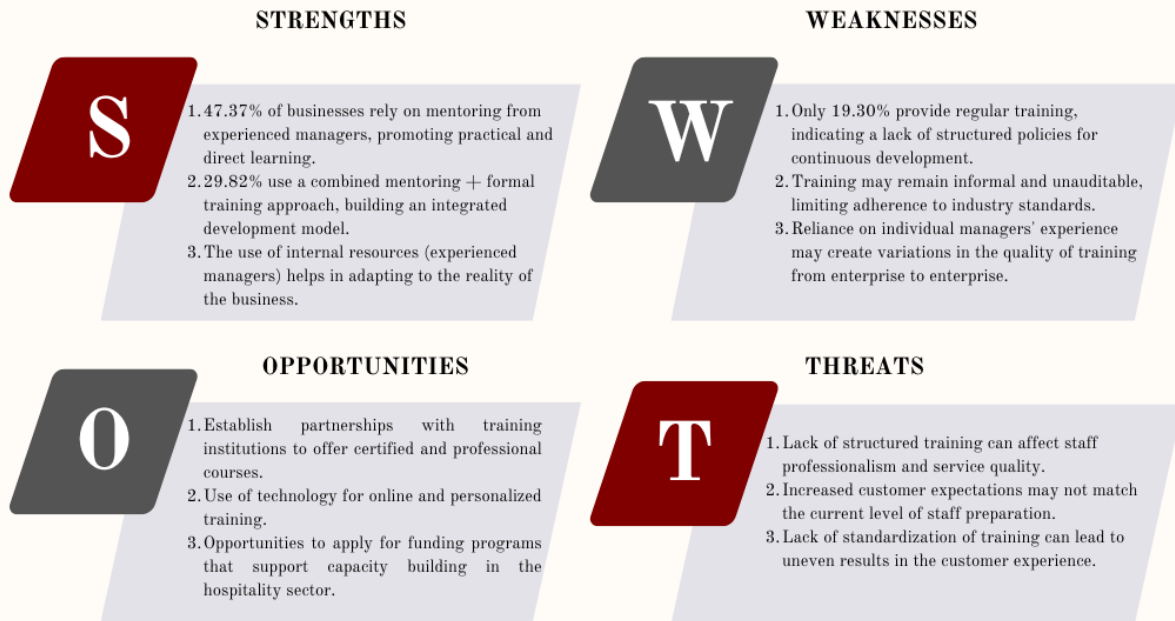 STRENGTHS
S
1. 47.37% of businesses rely on mentoring from
experienced managers, promoting practical and
direct learning.
2. 29.82% use a combined mentoring + formal
training approach, building an integrated
development model.
3. The use of internal resources (experienced
managers) helps in adapting to the reality of
the business.
WEAKNESSES
W
1. Only 19.30% provide regular training,
indicating a lack of structured policies for
continuous development.
2. Training may remain informal and unauditable,
limiting adherence to industry standards.
3. Reliance on individual managers' experience
may create variations in the quality of training
from enterprise to enterprise.
OPPORTUNITIES
O
1. Establish partnerships with training
institutions to offer certified and professional
courses.
2. Use of technology for online and personalized
training.
3. Opportunities to apply for funding programs
that support capacity building in the
hospitality sector.
THREATS
T
1. Lack of structured training can affect staff
professionalism and service quality.
2. Increased customer expectations may not match
the current level of staff preparation.
3. Lack of standardization of training can lead to
uneven results in the customer experience.